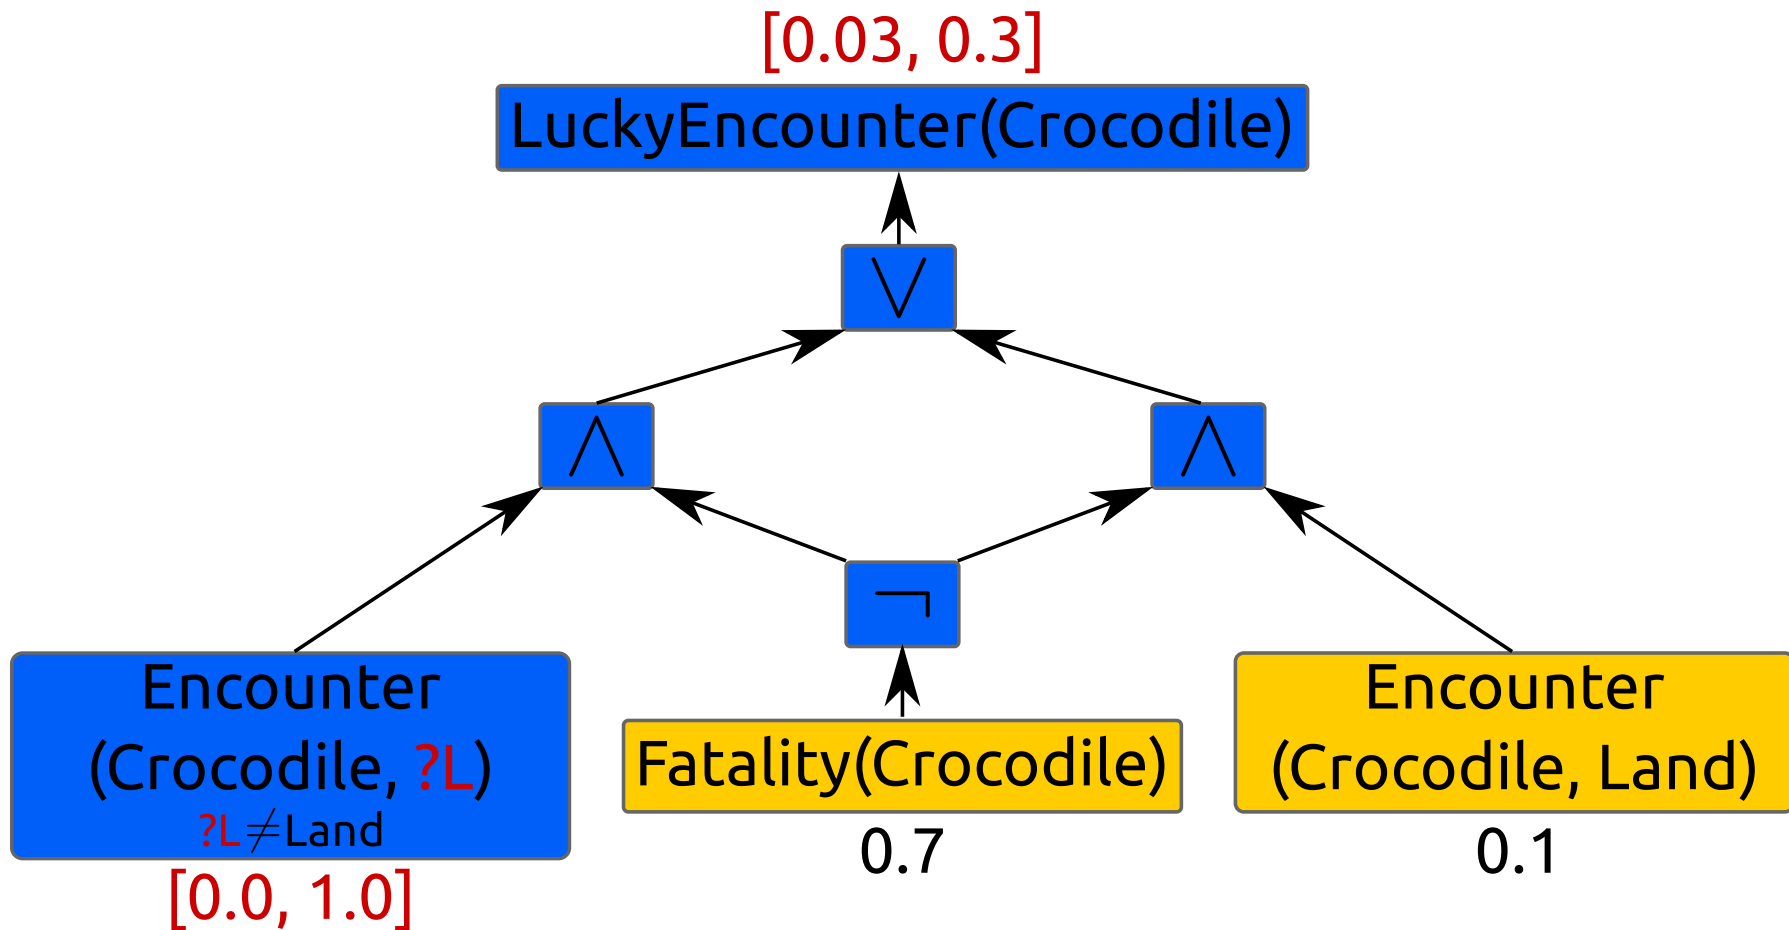 [0.03, 0.3]
LuckyEncounter(Crocodile)
∨
∧
∧
¬
Encounter
(Crocodile, ?L)
?L≠Land
[0.0, 1.0]
Fatality(Crocodile)
0.7
Encounter
(Crocodile, Land)
0.1